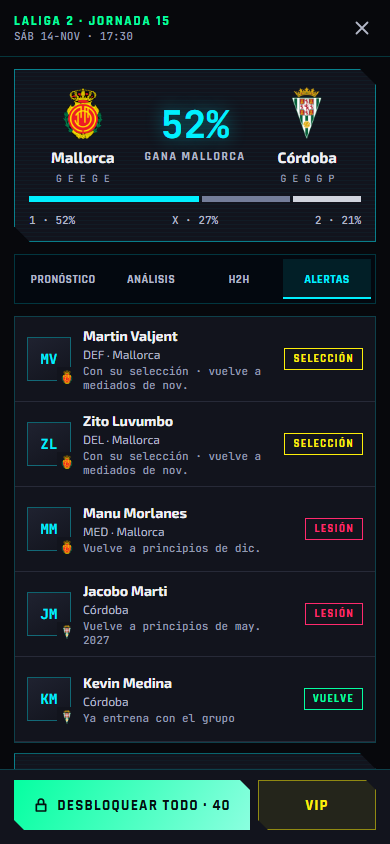 LALIGA 2 · JORNADA 15
SÁB 14-NOV · 17:30
52%
Mallorca
GANA MALLORCA
Córdoba
G E E G E
G E G G P
1 · 52%
X · 27%
2 · 21%
PRONÓSTICO
ANÁLISIS
H2H
ALERTAS
MV
Martin Valjent
DEF · Mallorca
Con su selección · vuelve a
mediados de nov.
SELECCIÓN
ZL
Zito Luvumbo
DEL · Mallorca
Con su selección · vuelve a
mediados de nov.
SELECCIÓN
MM
Manu Morlanes
MED · Mallorca
Vuelve a principios de dic.
LESIÓN
JM
Jacobo Marti
Córdoba
Vuelve a principios de may.
2027
LESIÓN
KM
Kevin Medina
Córdoba
Ya entrena con el grupo
VUELVE
DESBLOQUEAR TODO · 40
VIP